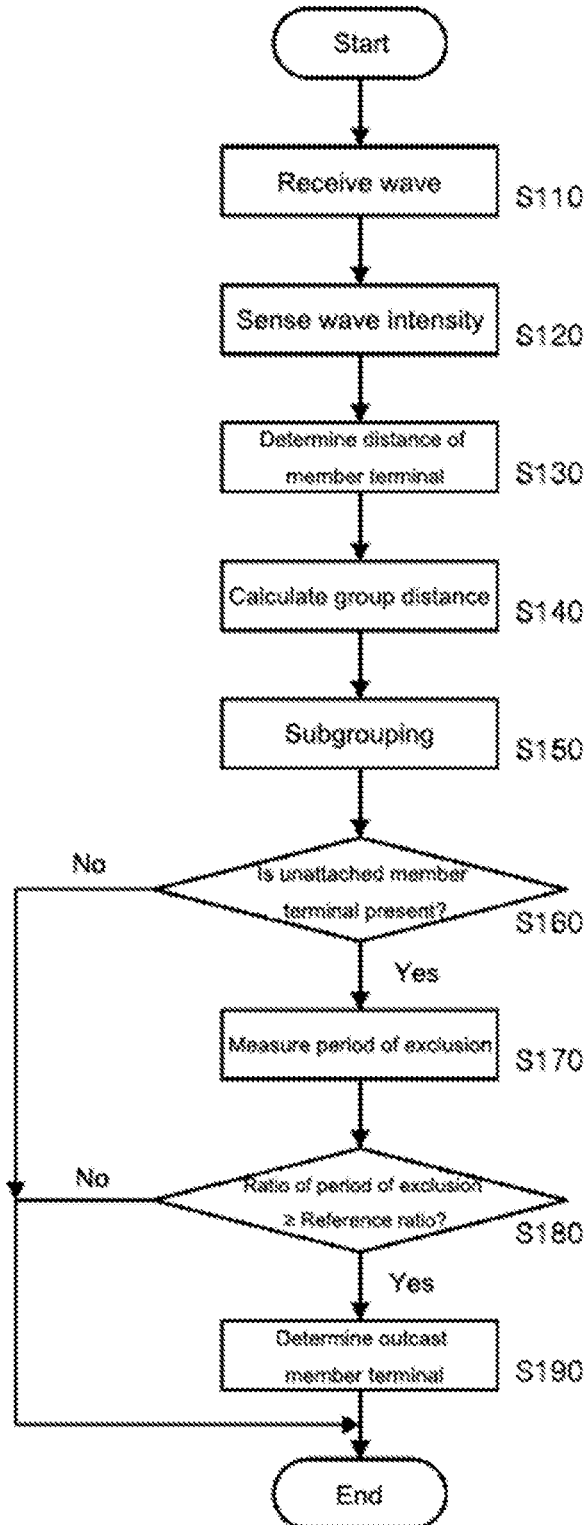 Start
Receive wave
S110
Sense wave intensity
S120
Determine distance of
member terminal
S130
Calculate group distance
S140
Subgrouping
S150
No
Is unattached member
terminal present?
S160
Yes
Measure period of exclusion
S170
No
Ratio of period of exclusion
≥ Reference ratio?
S180
Yes
Determine outcast
member terminal
S190
End